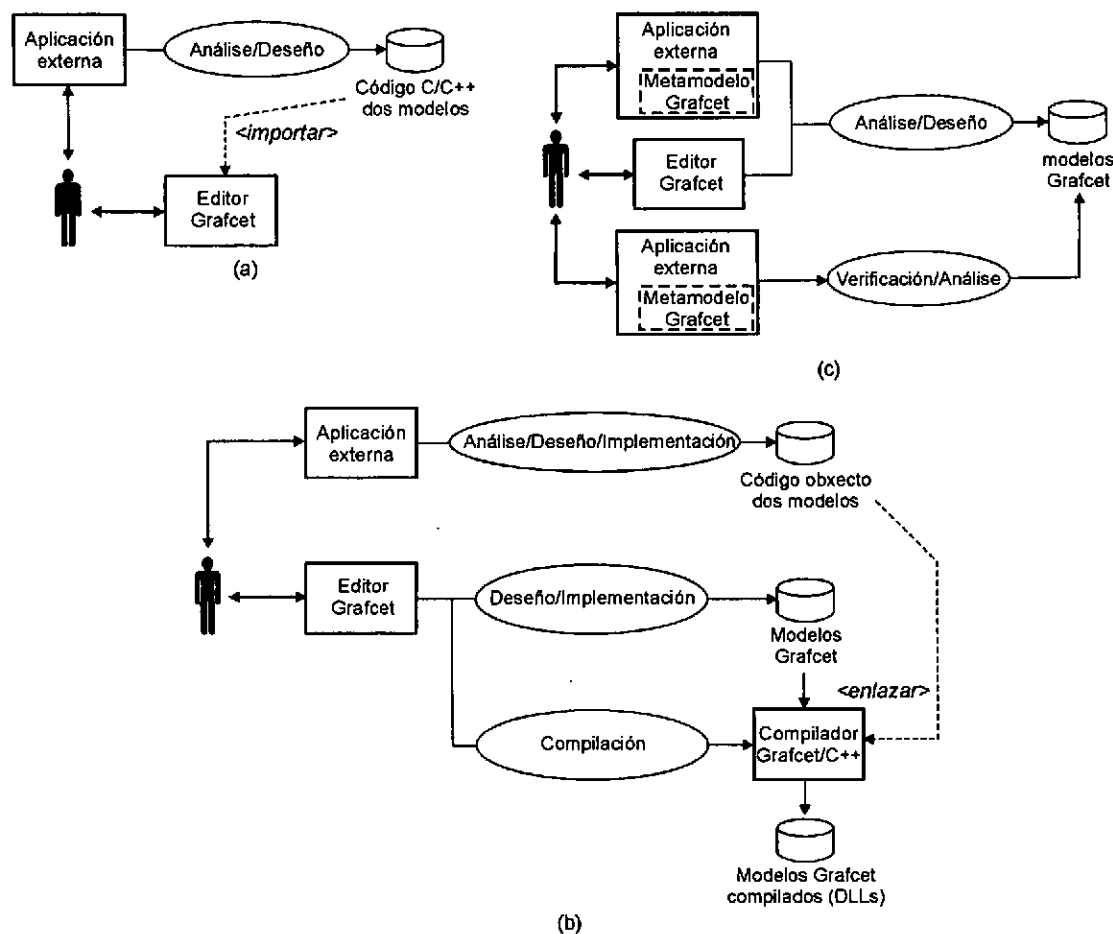 Aplicación
externa
Análise/Deseño
Código C/C++
dos modelos
<importar>
Editor
Grafcet
(a)
Aplicación
externa
Metamodelo
Grafcet
Análise/Deseño
modelos
Grafcet
Editor
Grafcet
Aplicación
externa
Metamodelo
Grafcet
Verificación/Análise
(c)
Aplicación
externa
Análise/Deseño/Implementación
Código obxecto
dos modelos
Editor
Grafcet
Deseño/Implementación
Modelos
Grafcet
<enlazar>
Compilación
Compilador
Grafcet/C++
Modelos Grafcet
compilados (DLLs)
(b)